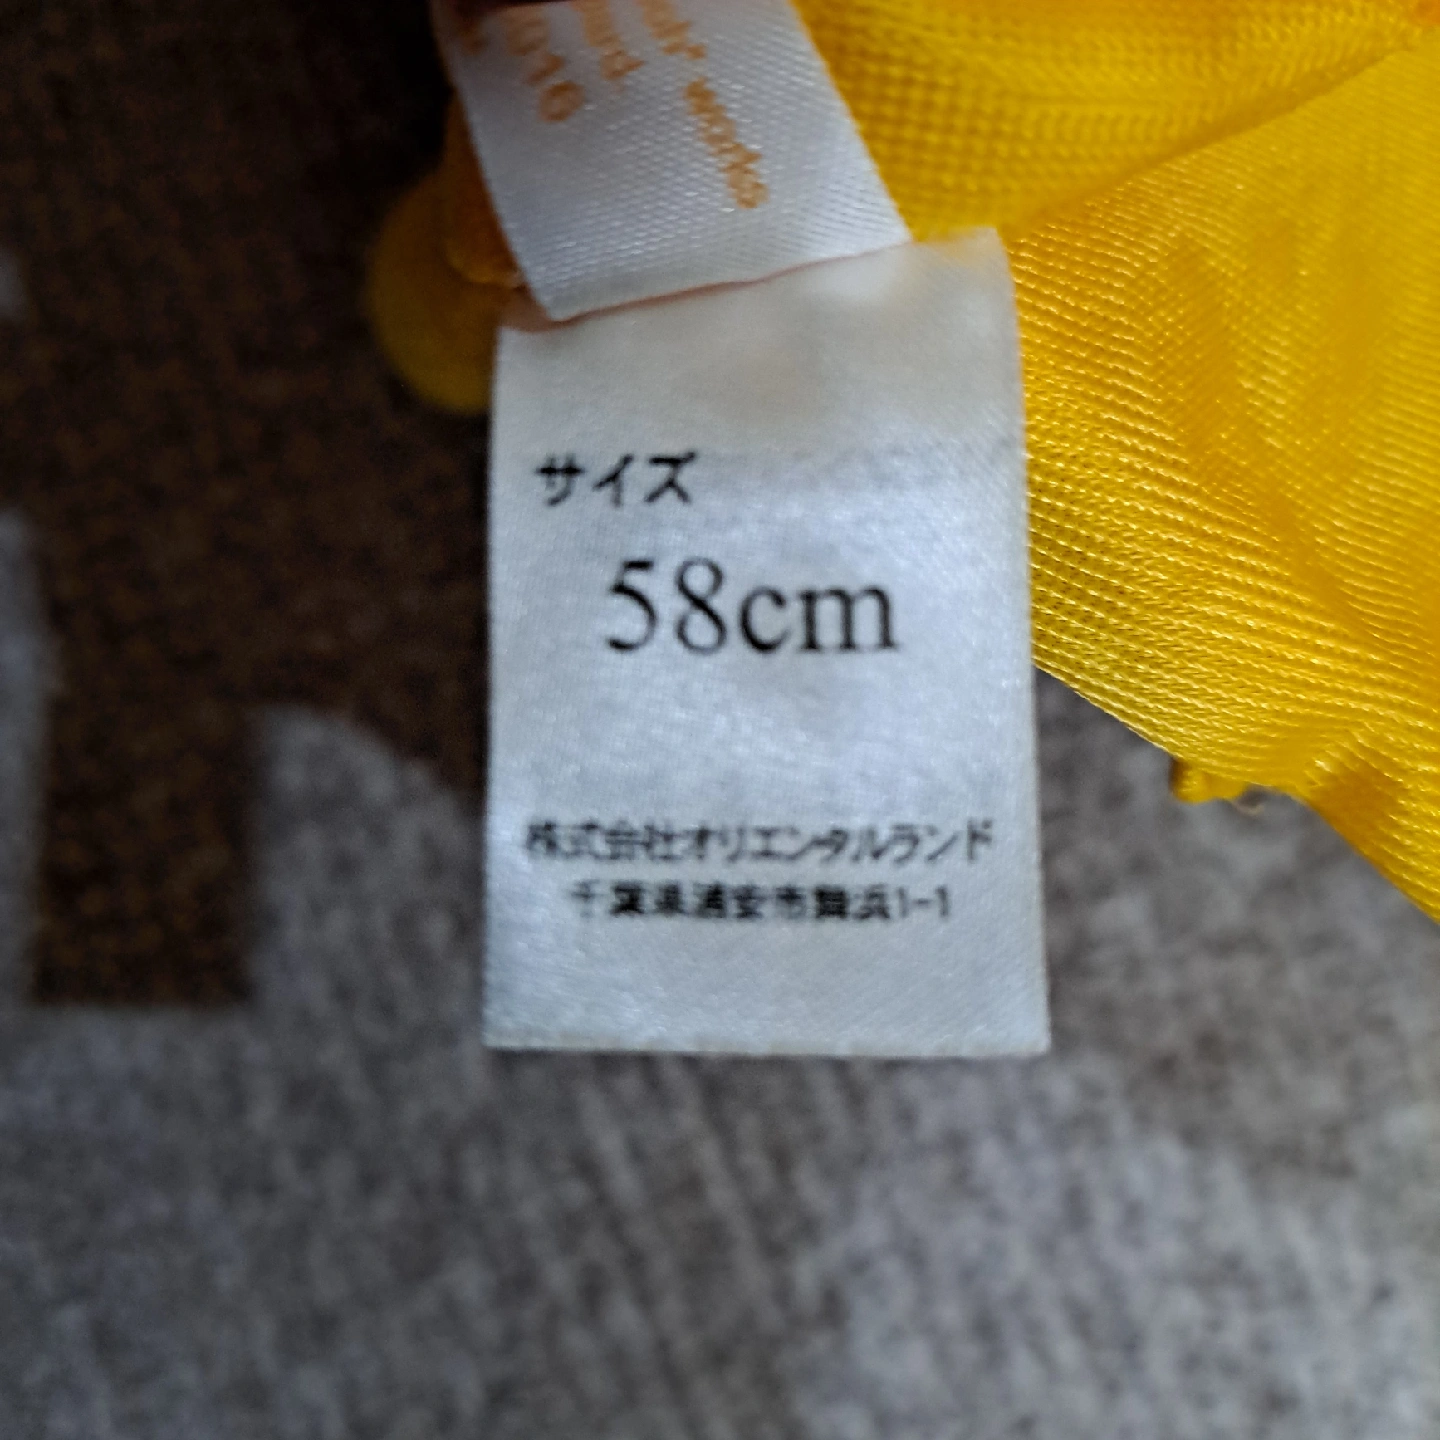 サイズ
58cm
株式会社オリエンタルランド
千葉県浦安市舞浜1-1